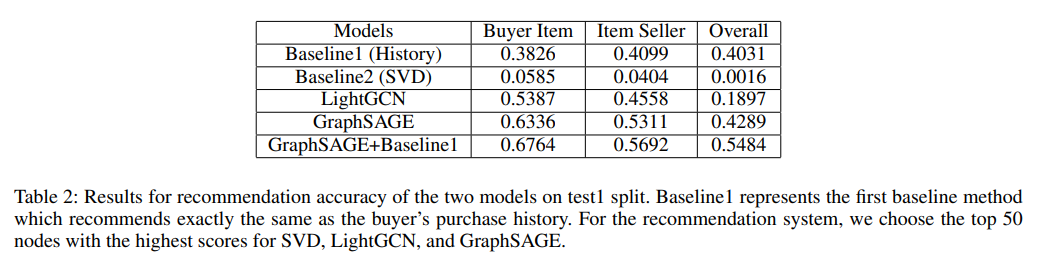 Models Buyer Item Item Seller Overall
Baseline1 (History) 0.3826 0.4099 0.4031
Baseline2 (SVD) 0.0585 0.0404 0.0016
LightGCN 0.5387 0.4558 0.1897
GraphSAGE 0.6336 0.5311 0.4289
GraphSAGE+Baseline1 0.6764 0.5692 0.5484
Table 2: Results for recommendation accuracy of the two models on test1 split. Baseline1 represents the first baseline method
which recommends exactly the same as the buyer's purchase history. For the recommendation system, we choose the top 50
nodes with the highest scores for SVD, LightGCN, and GraphSAGE.